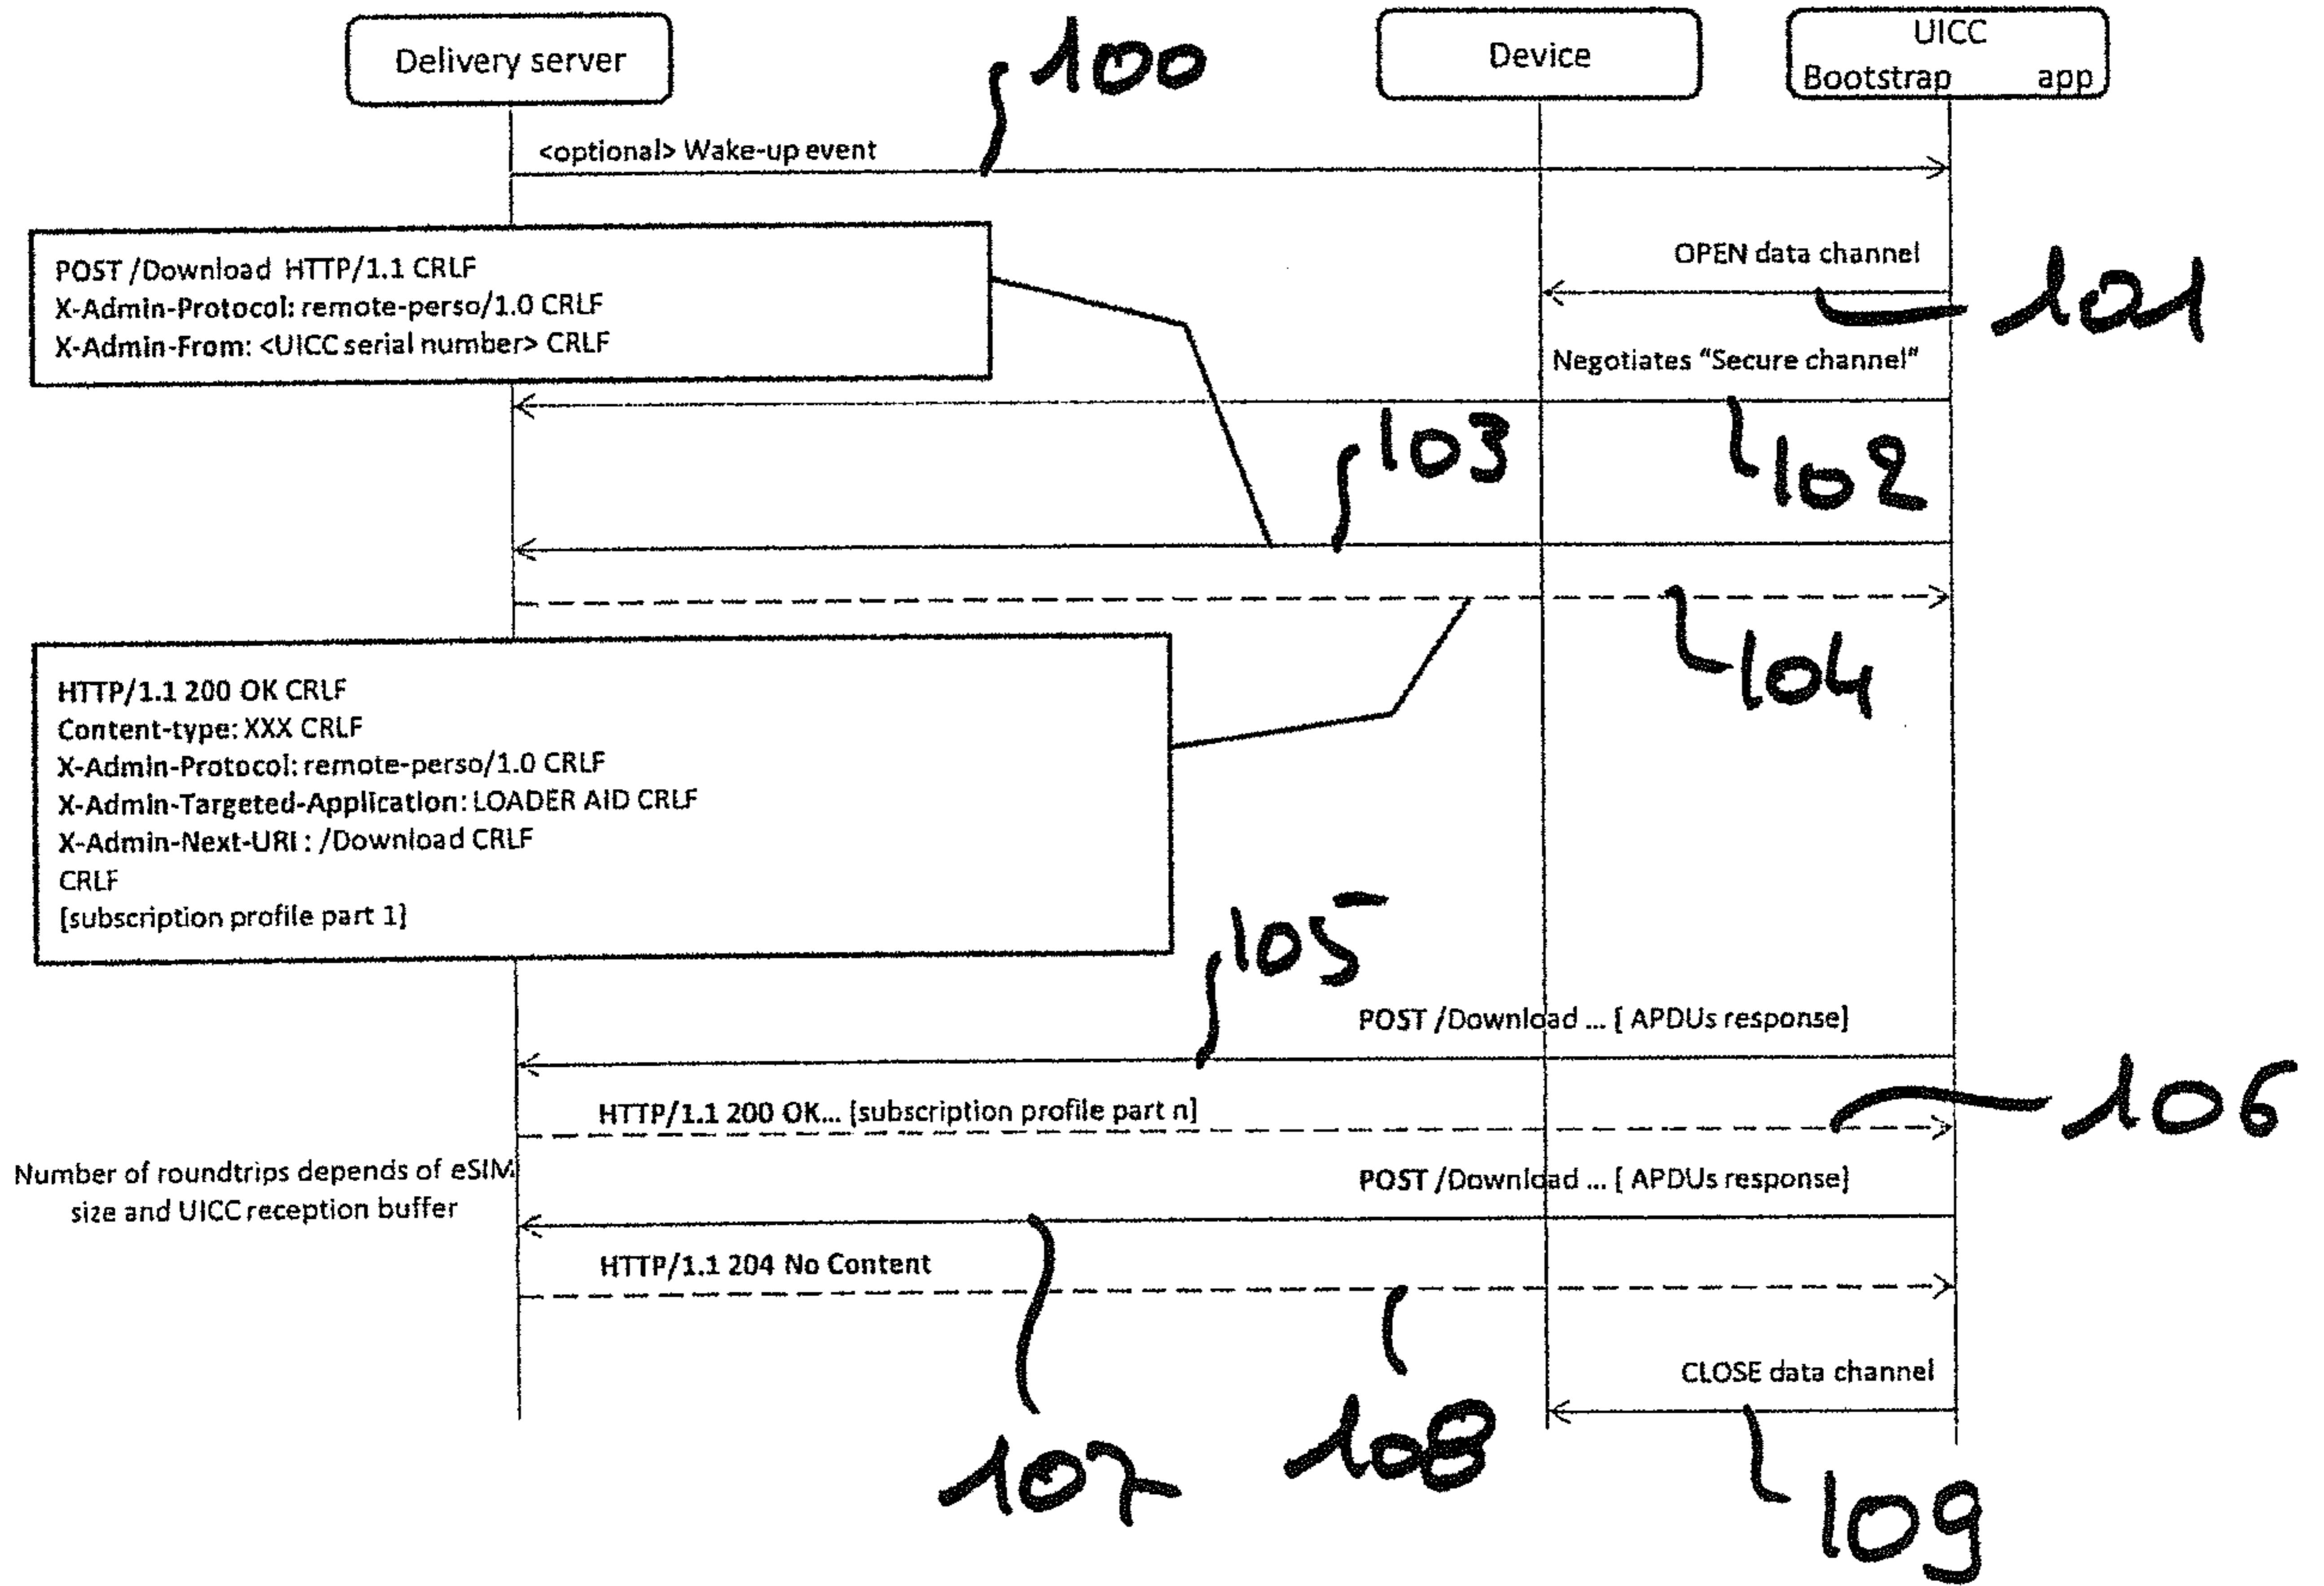 Delivery server
100
Device
UICC
Bootstrap app
<optional> Wake-up event
OPEN data channel
101
POST /Download HTTP/1.1 CRLF
X-Admin-Protocol: remote-perso/1.0 CRLF
X-Admin-From: <UICC serial number> CRLF
Negotiates “Secure channel”
103
102
104
HTTP/1.1 200 OK CRLF
Content-type: XXX CRLF
X-Admin-Protocol: remote-perso/1.0 CRLF
X-Admin-Targeted-Application: LOADER AID CRLF
X-Admin-Next-URI : /Download CRLF
CRLF
[subscription profile part 1]
105
POST /Download ... [ APDUs response]
106
HTTP/1.1 200 OK... [subscription profile part n]
Number of roundtrips depends of eSIM
size and UICC reception buffer
POST /Download ... [ APDUs response]
HTTP/1.1 204 No Content
CLOSE data channel
107
108
109